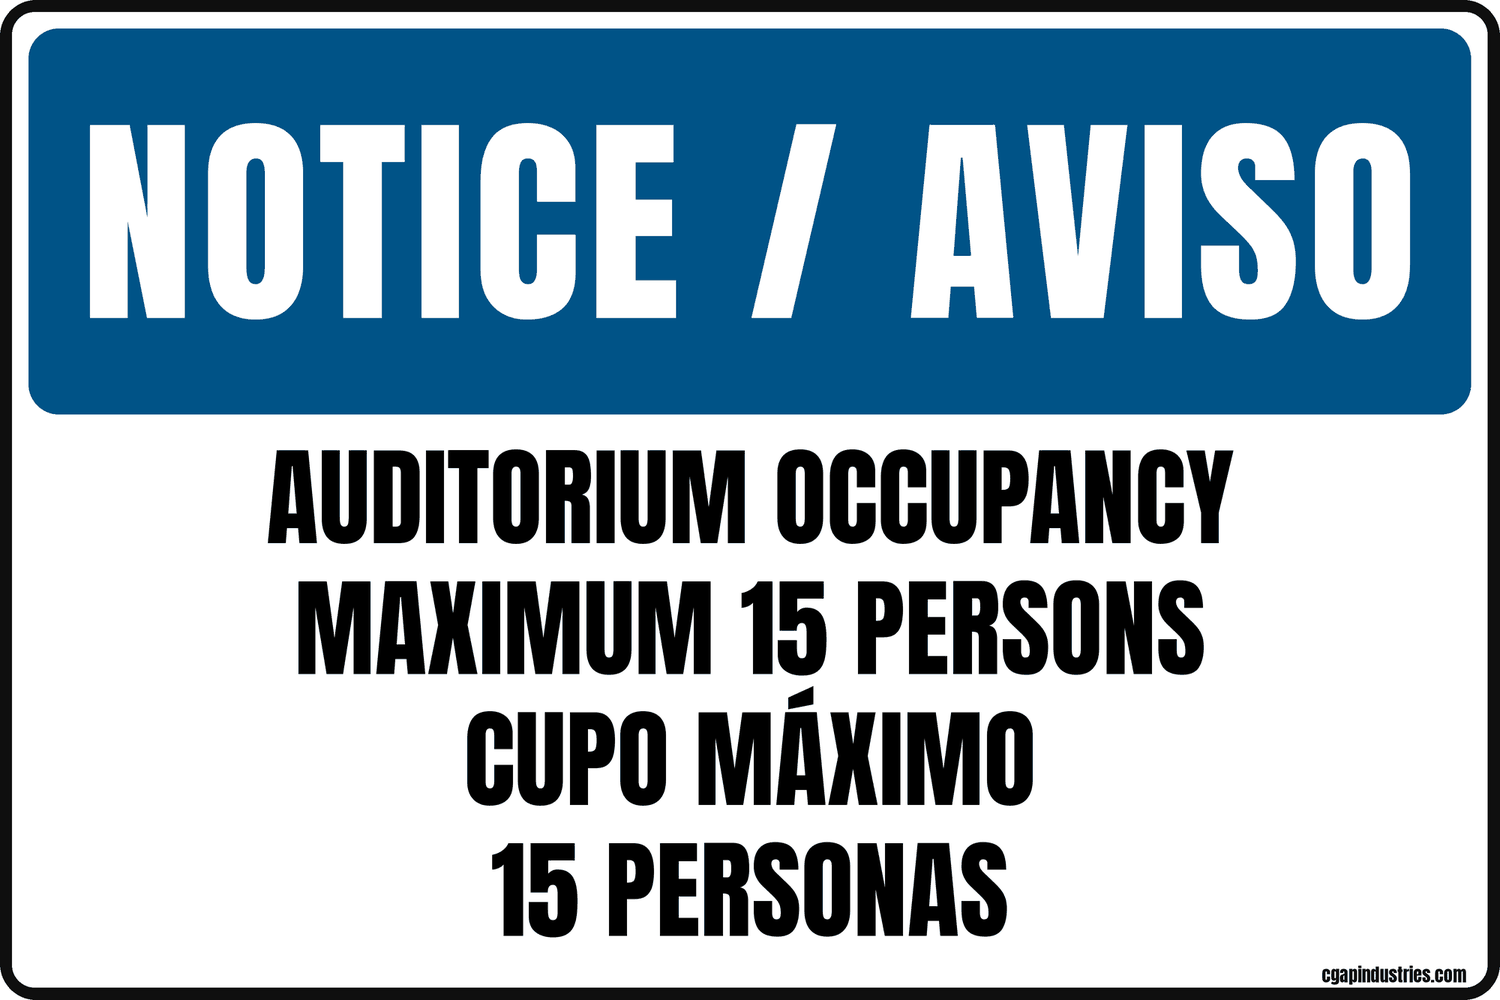 NOTICE / AVISO
AUDITORIUM OCCUPANCY
MAXIMUM 15 PERSONS
CUPO MÁXIMO
15 PERSONAS
cgapindustries.com